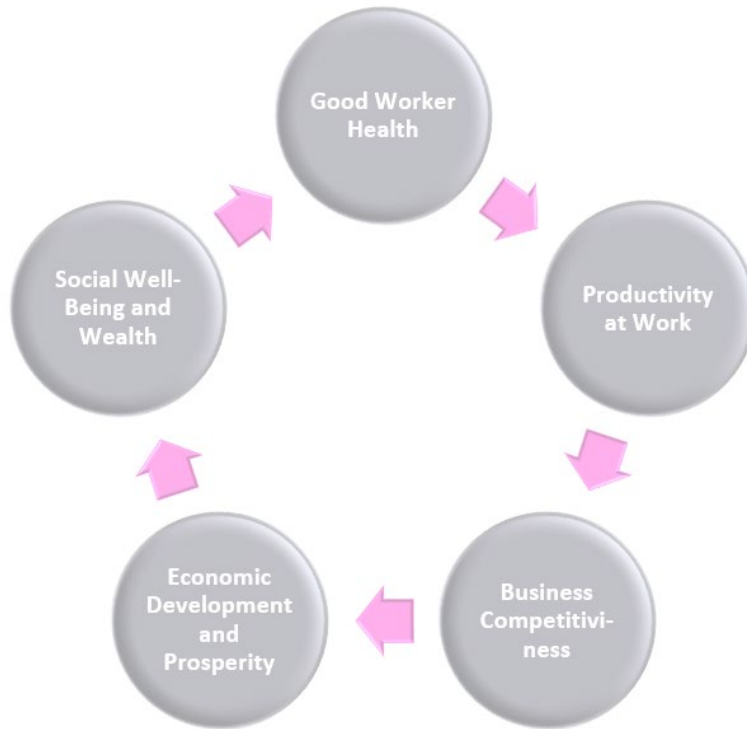 Good Worker
Health
Productivity
at Work
Business
Competitivi-
ness
Economic
Development
and
Prosperity
Social Well-
Being and
Wealth